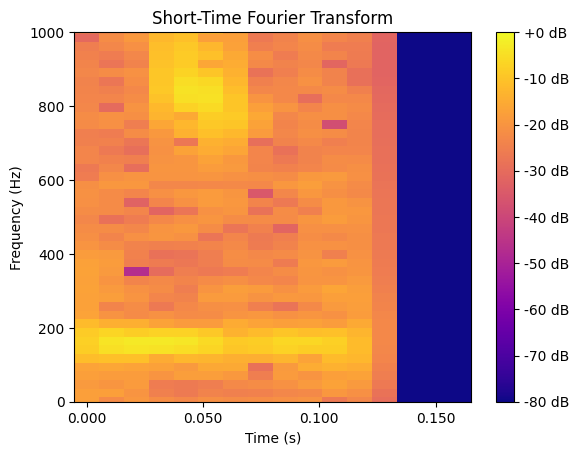 Short-Time Fourier Transform
1000
800
600
400
200
0
Frequency (Hz)
0.000
0.050
0.100
0.150
Time (s)
+0 dB
-10 dB
-20 dB
-30 dB
-40 dB
-50 dB
-60 dB
-70 dB
-80 dB